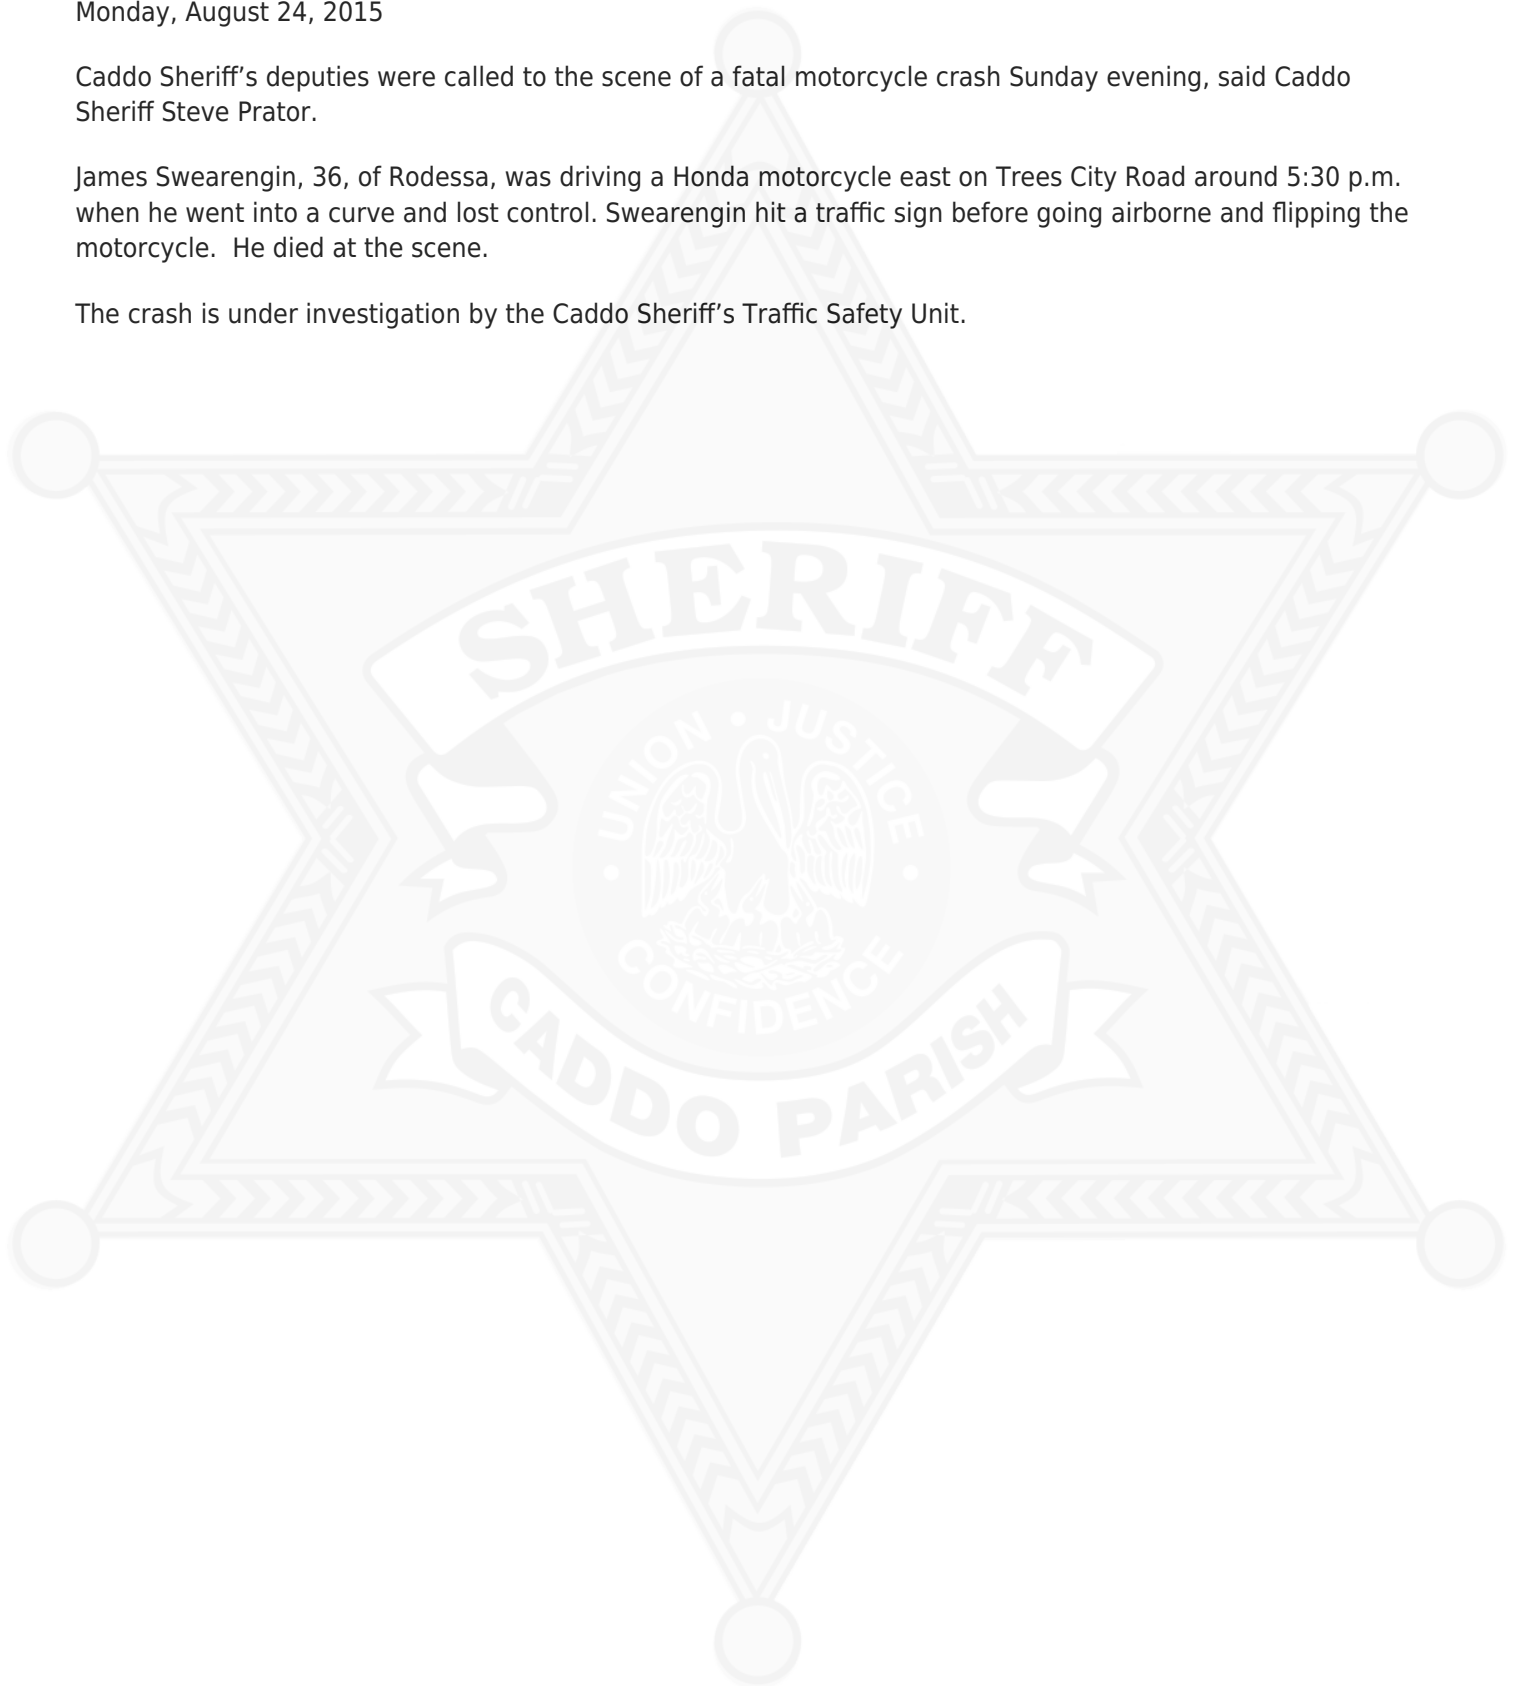 Monday, August 24, 2015
Caddo Sheriff’s deputies were called to the scene of a fatal motorcycle crash Sunday evening, said Caddo
Sheriff Steve Prator.
James Swearengin, 36, of Rodessa, was driving a Honda motorcycle east on Trees City Road around 5:30 p.m.
when he went into a curve and lost control. Swearengin hit a traffic sign before going airborne and flipping the
motorcycle.  He died at the scene.
The crash is under investigation by the Caddo Sheriff’s Traffic Safety Unit.
SHERIFF
UNION • JUSTICE
• CONFIDENCE •
CADDO PARISH